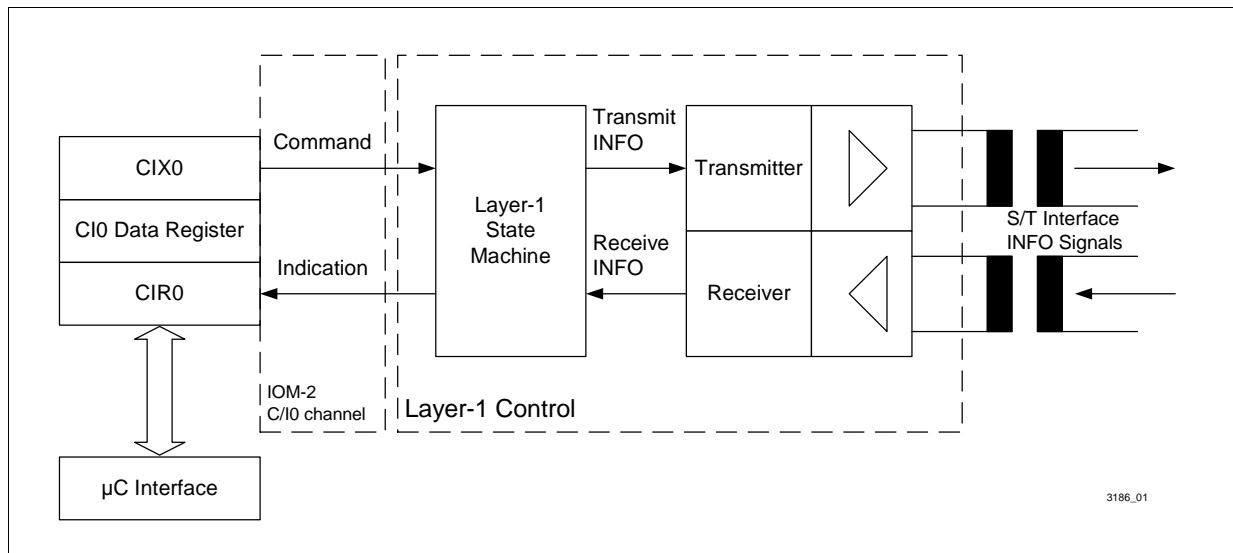 CIX0
CI0 Data Register
CIR0
Command
Indication
IOM-2
C/I0 channel
Layer-1
State
Machine
Transmit
INFO
Receive
INFO
Transmitter
Receiver
S/T Interface
INFO Signals
Layer-1 Control
µC Interface
3186_01